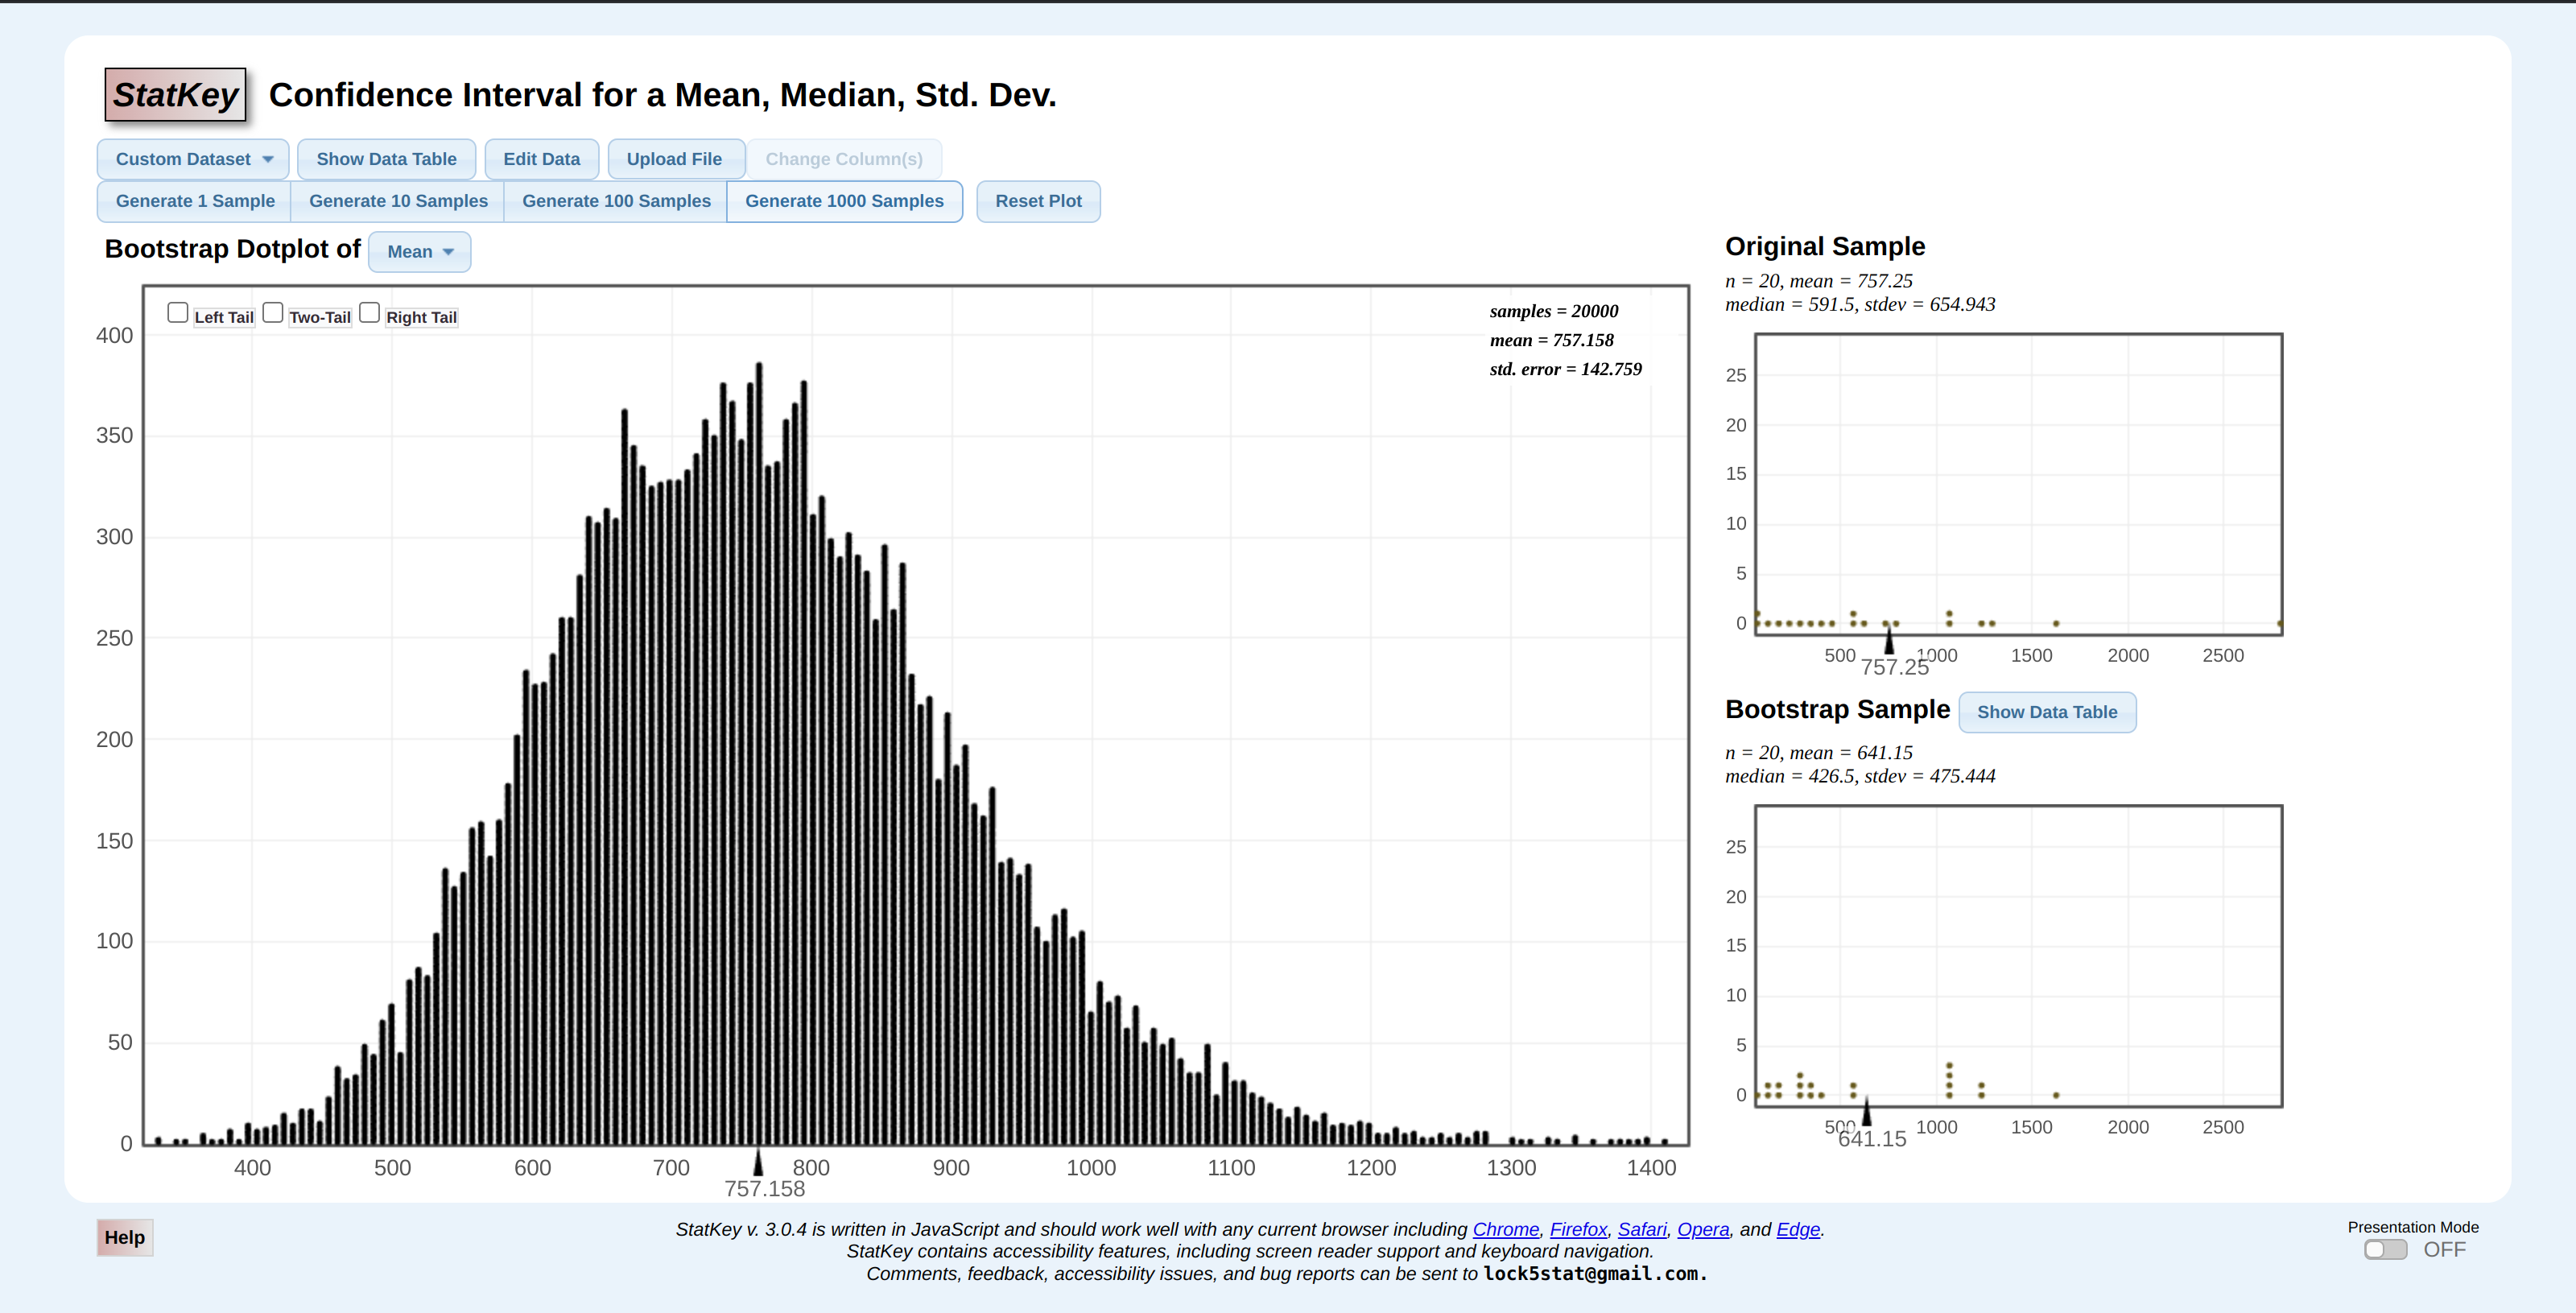 StatKey Confidence Interval for a Mean, Median, Std. Dev.
Custom Dataset Show Data Table Edit Data Upload File Change Column(s)
Generate 1 Sample Generate 10 Samples Generate 100 Samples Generate 1000 Samples Reset Plot
Bootstrap Dotplot of Mean
Left Tail Two-Tail Right Tail
samples = 20000
mean = 757.158
std. error = 142.759
400
350
300
250
200
150
100
50
0
400 500 600 700 800 900 1000 1100 1200 1300 1400
757.158
Original Sample
n = 20, mean = 757.25
median = 591.5, stdev = 654.943
25
20
15
10
5
0
500 1000 1500 2000 2500
757.25
Bootstrap Sample Show Data Table
n = 20, mean = 641.15
median = 426.5, stdev = 475.444
25
20
15
10
5
0
500 1000 1500 2000 2500
641.15
Help
StatKey v. 3.0.4 is written in JavaScript and should work well with any current browser including Chrome, Firefox, Safari, Opera, and Edge.
StatKey contains accessibility features, including screen reader support and keyboard navigation.
Comments, feedback, accessibility issues, and bug reports can be sent to lock5stat@gmail.com.
Presentation Mode
OFF